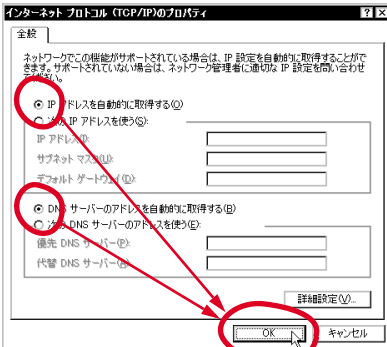 インターネット プロトコル (TCP/IP)のプロパティ
全般
ネットワークでこの機能がサポートされている場合は、IP 設定を自動的に取得することがで
きます。サポートされていない場合は、ネットワーク管理者に適切な IP 設定を問い合わせ
てください。
IP アドレスを自動的に取得する(O)
次の IP アドレスを使う(S):
IP アドレス(I):
サブネット マスク(U):
デフォルト ゲートウェイ(D):
DNS サーバーのアドレスを自動的に取得する(B)
次の DNS サーバーのアドレスを使う(E):
優先 DNS サーバー(P):
代替 DNS サーバー(A):
詳細設定(V)...
OK
キャンセル